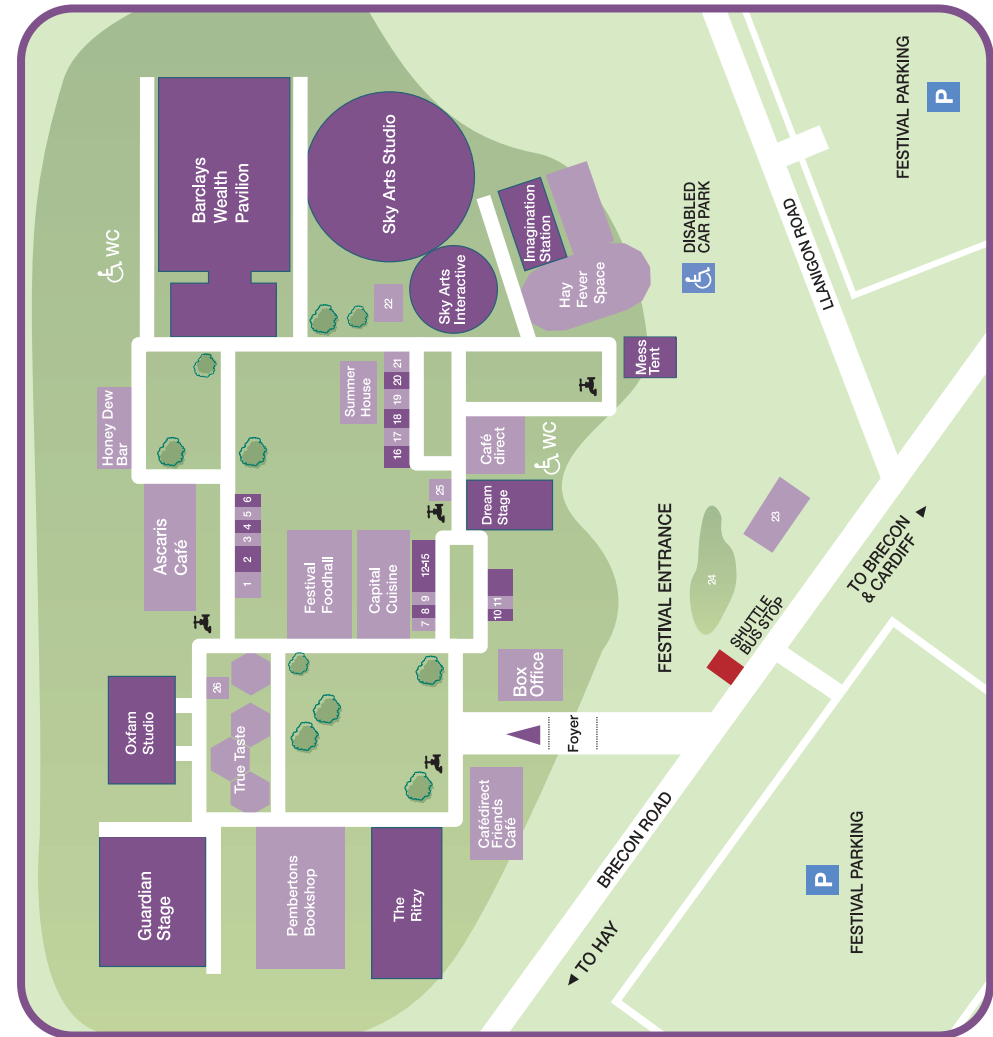 Barclays
Wealth
Pavilion
Sky Arts Studio
Sky Arts
Interactive
Imagination
Station
Hay
Fever
Space
DISABLED
CAR PARK
FESTIVAL PARKING
P
LLANIGON ROAD
WC
22
Mess
Tent
Honey Dew
Bar
Summer
House
21
20
19
18
17
16
Café
direct
WC
25
Dream
Stage
Ascaris
Café
6
5
4
3
2
1
Festival
Foodhall
Capital
Cuisine
12-15
9
8
7
11
10
FESTIVAL ENTRANCE
23
24
TO BRECON
& CARDIFF
SHUTTLE
BUS STOP
Box
Office
Oxfam
Studio
26
True Taste
Foyer
Cafédirect
Friends
Café
BRECON ROAD
TO HAY
Guardian
Stage
Pembertons
Bookshop
The
Ritzy
P
FESTIVAL PARKING